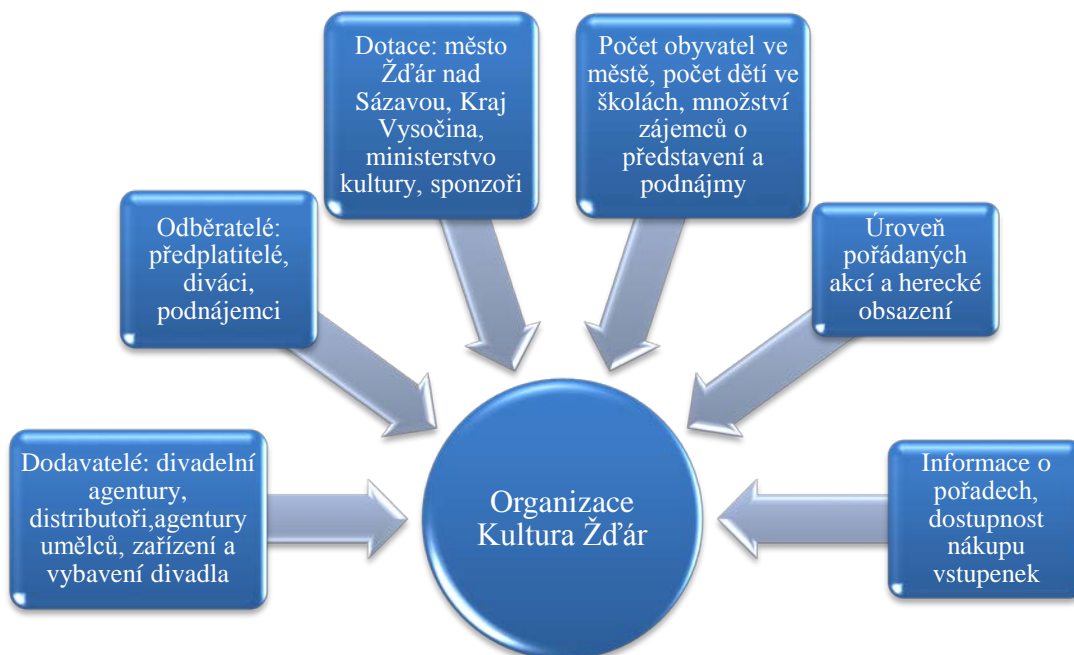 Dotace: město
Žďár nad
Sázavou, Kraj
Vysočina,
ministerstvo
kultury, sponzoři
Počet obyvatel ve
městě, počet dětí ve
školách, množství
zájemců o
představení a
podnájmy
Odběratelé:
předplatitelé,
diváci,
podnájemci
Úroveň
pořádaných
akcí a herecké
obsazení
Dodavatelé: divadelní
agentury,
distributoři,agentury
umělců, zařízení a
vybavení divadla
Organizace
Kultura Žďár
Informace o
pořadech,
dostupnost
nákupu
vstupenek